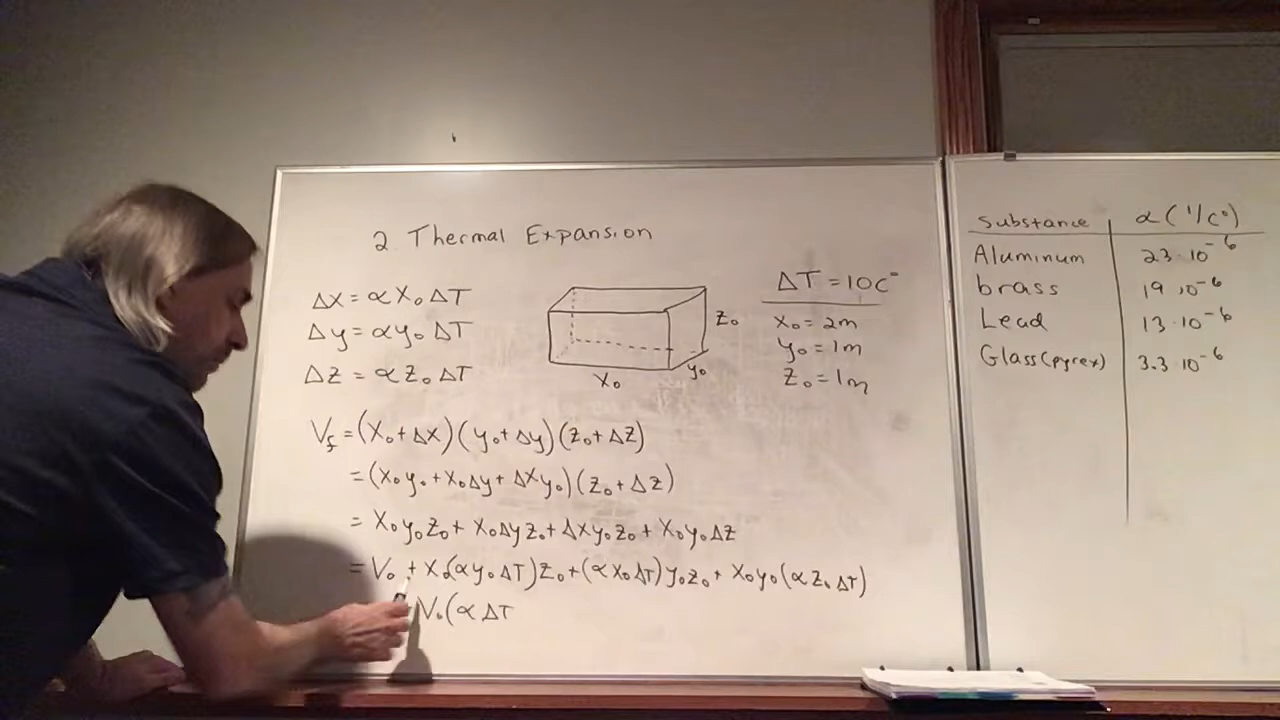 2. Thermal Expansion
Δx = αx₀ΔT
Δy = αy₀ΔT
Δz = αz₀ΔT
z₀
y₀
x₀
ΔT = 10C°
x₀ = 2m
y₀ = 1m
z₀ = 1m
V_f = (x₀+Δx)(y₀+Δy)(z₀+Δz)
= (x₀y₀+x₀Δy+Δxy₀)(z₀+Δz)
= x₀y₀z₀+x₀Δyz₀+Δxy₀z₀+x₀y₀Δz
= V₀+x₀(αy₀ΔT)z₀+(αx₀ΔT)y₀z₀+x₀y₀(αz₀ΔT)
V₀(αΔT
Substance α(1/C°)
Aluminum 23·10⁻⁶
brass 19·10⁻⁶
Lead 13·10⁻⁶
Glass(pyrex) 3.3·10⁻⁶